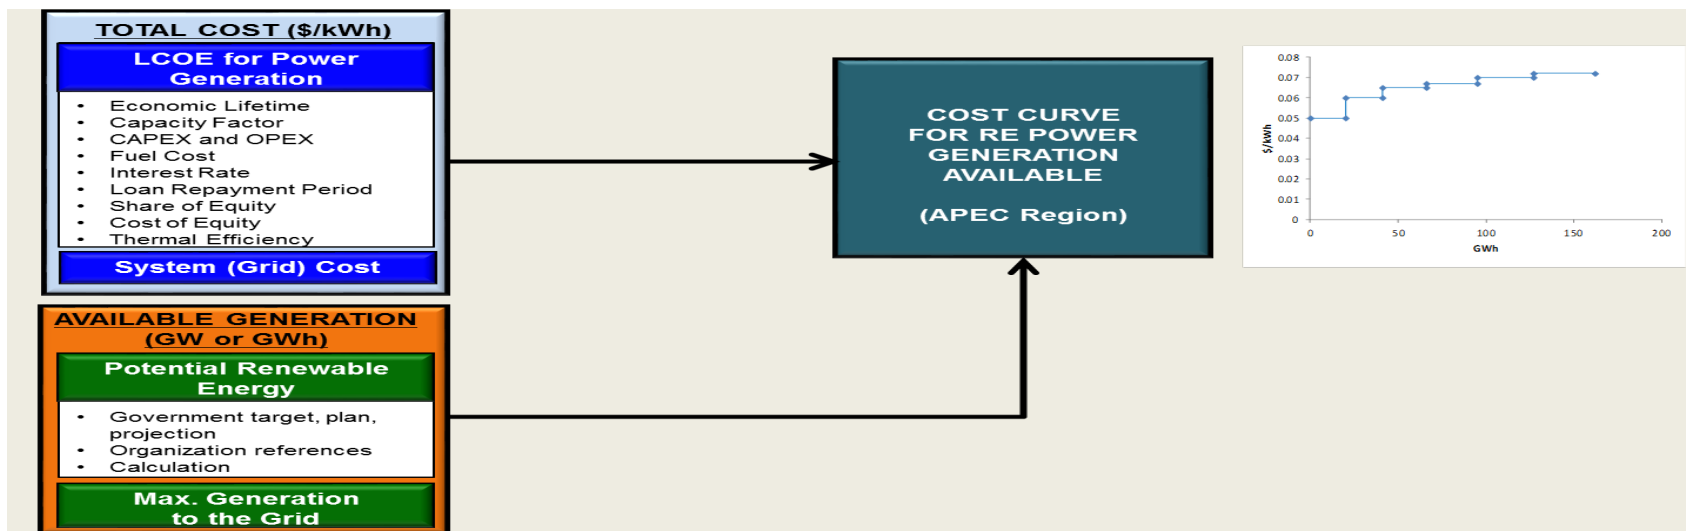 TOTAL COST ($/kWh)
LCOE for Power
Generation
• Economic Lifetime
• Capacity Factor
• CAPEX and OPEX
• Fuel Cost
• Interest Rate
• Loan Repayment Period
• Share of Equity
• Cost of Equity
• Thermal Efficiency
System (Grid) Cost
AVAILABLE GENERATION
(GW or GWh)
Potential Renewable
Energy
• Government target, plan,
projection
• Organization references
• Calculation
Max. Generation
to the Grid
COST CURVE
FOR RE POWER
GENERATION
AVAILABLE
(APEC Region)
$/kWh
0.08
0.07
0.06
0.05
0.04
0.03
0.02
0.01
0
0 50 100 150 200
GWh